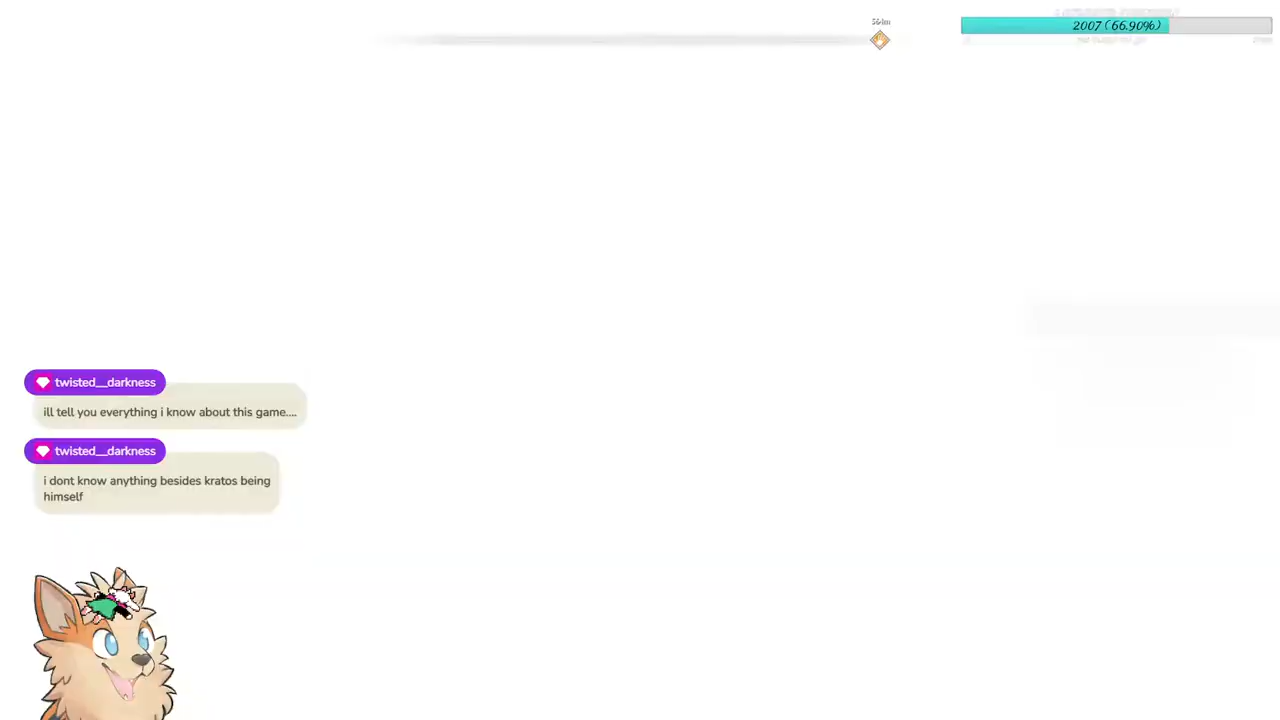 564m
2007 (66.90%)
twisted__darkness
ill tell you everything i know about this game....
twisted__darkness
i dont know anything besides kratos being
himself